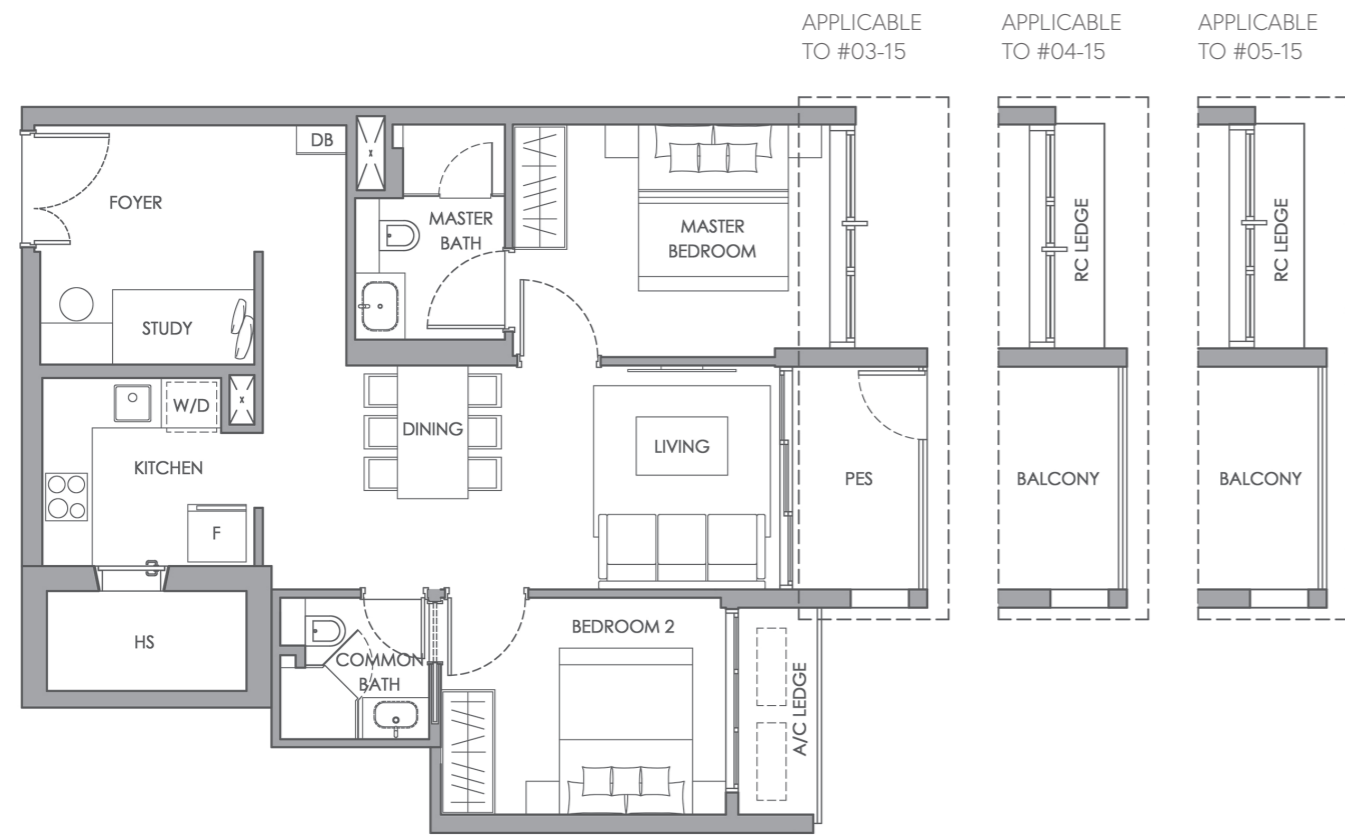 APPLICABLE
TO #03-15
APPLICABLE
TO #04-15
APPLICABLE
TO #05-15
DB
FOYER
MASTER
BATH
MASTER
BEDROOM
RC LEDGE
RC LEDGE
STUDY
W/D
DINING
LIVING
KITCHEN
PES
BALCONY
BALCONY
F
HS
BEDROOM 2
COMMON
BATH
A/C LEDGE